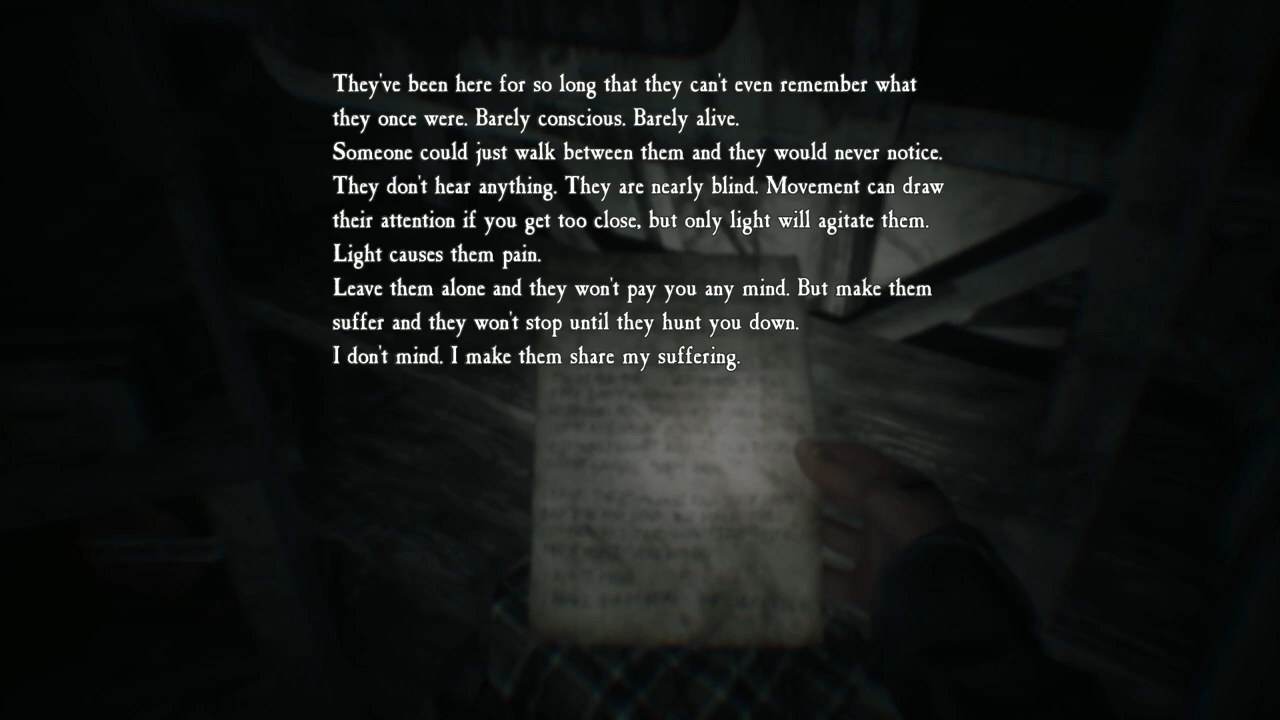 They've been here for so long that they can't even remember what
they once were. Barely conscious. Barely alive.
Someone could just walk between them and they would never notice.
They don't hear anything. They are nearly blind. Movement can draw
their attention if you get too close, but only light will agitate them.
Light causes them pain.
Leave them alone and they won't pay you any mind. But make them
suffer and they won't stop until they hunt you down.
I don't mind. I make them share my suffering.